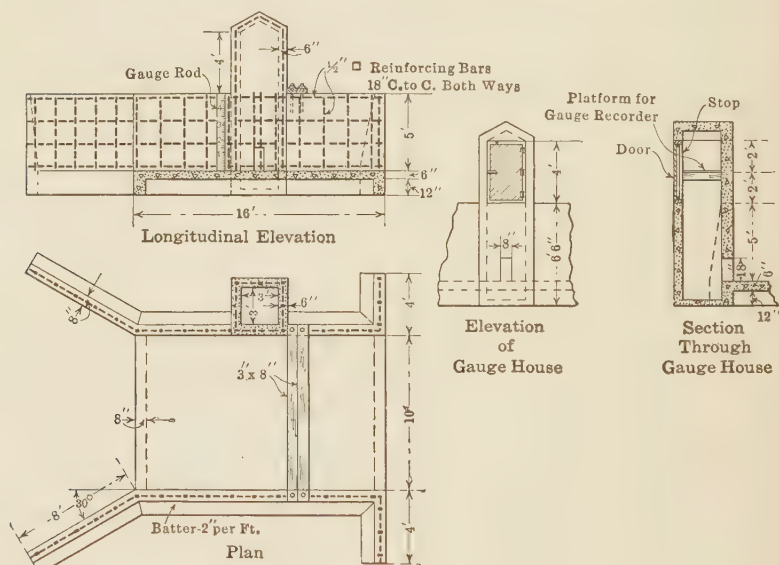 4'
6"
Gauge Rod
½" □ Reinforcing Bars
18" C. to C. Both Ways
5'
6"
12"
16'
Longitudinal Elevation
Platform for
Gauge Recorder
Stop
Door
4'
8"
6'6"
Elevation
of
Gauge House
2'
2'
5'
18"
6"
12"
Section
Through
Gauge House
8"
3'
3'
6"
4'
3" x 8"
8"
10'
8'
30°
Batter-2" per Ft.
4'
Plan